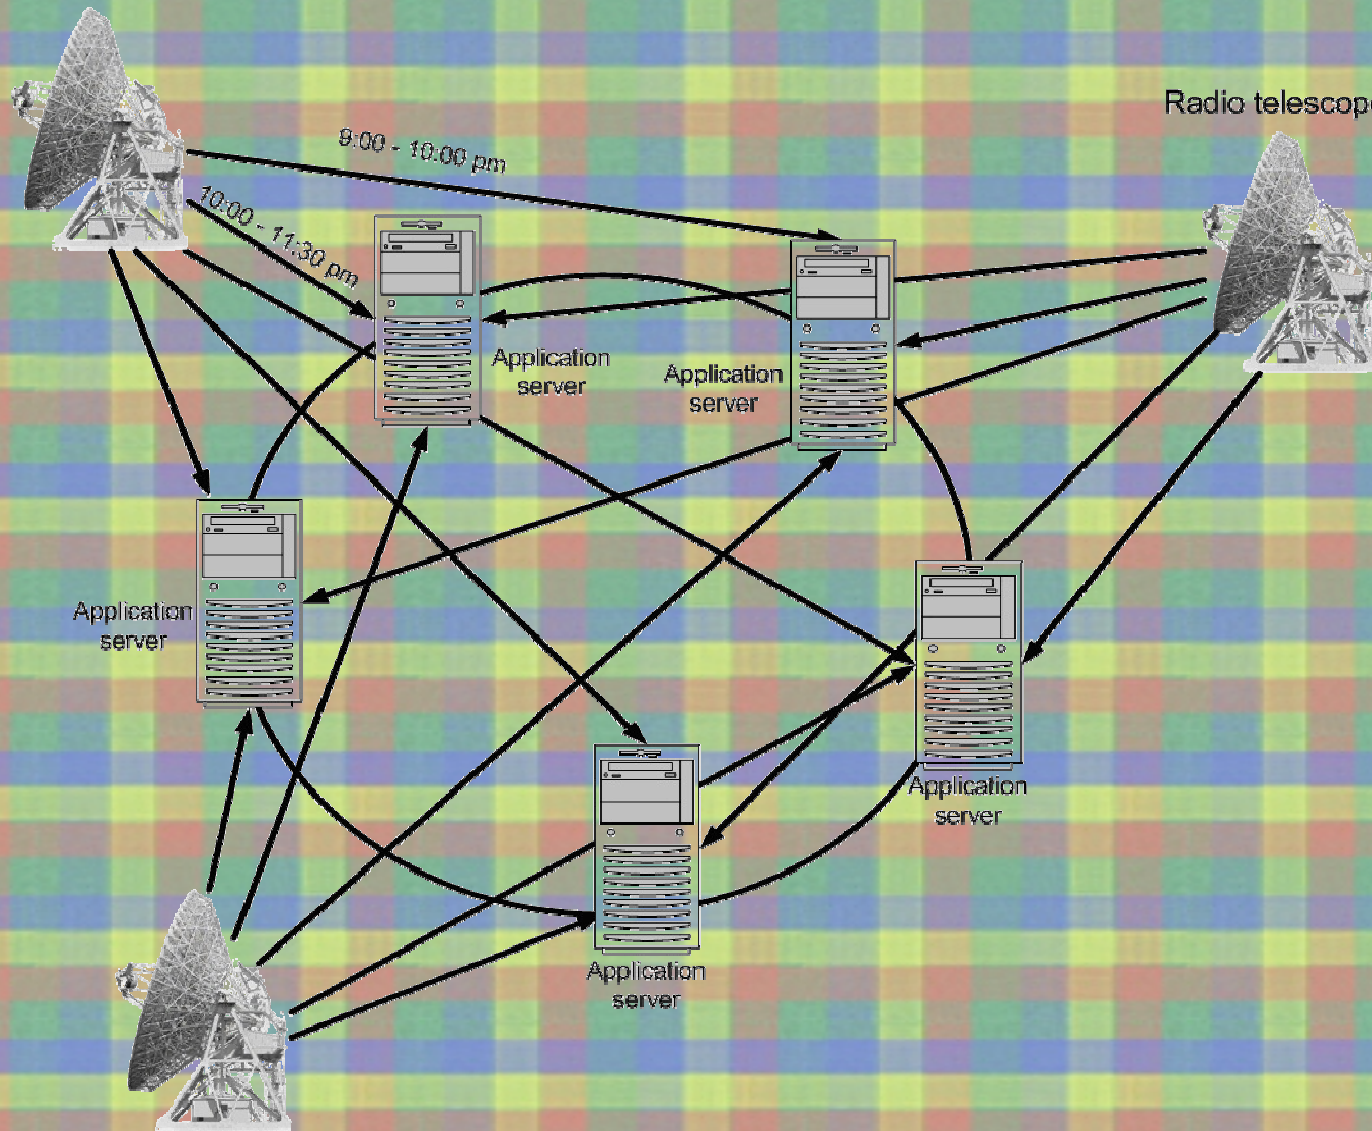 Radio telescop
9:00 - 10:00 pm
10:00 - 11:30 pm
Application
server
Application
server
Application
server
Application
server
Application
server